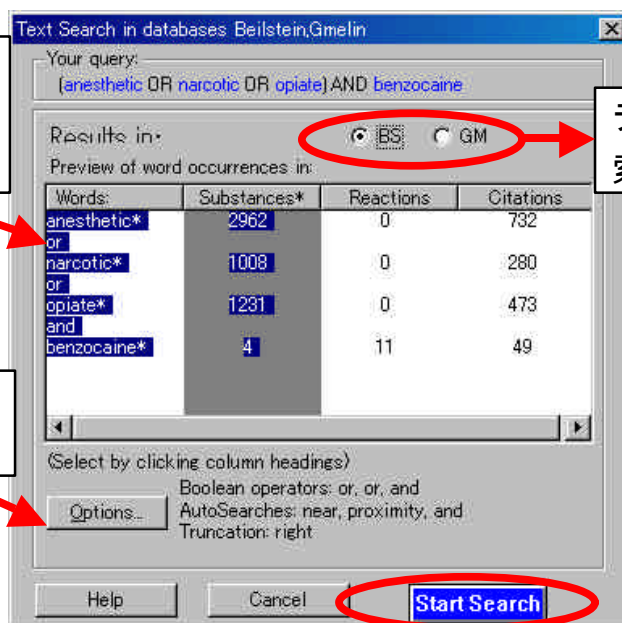 Text Search in databases Beilstein,Gmelin
Your query:
(anesthetic OR narcotic OR opiate) AND benzocaine
Results in:
BS GM
Preview of word occurrences in:
Words: Substances* Reactions Citations
anesthetic* 2962 0 732
or
narcotic* 1008 0 280
or
opiate* 1231 0 473
and
benzocaine* 4 11 49
(Select by clicking column headings)
Options...
Boolean operators: or, or, and
AutoSearches: near, proximity, and
Truncation: right
Help Cancel Start Search
索